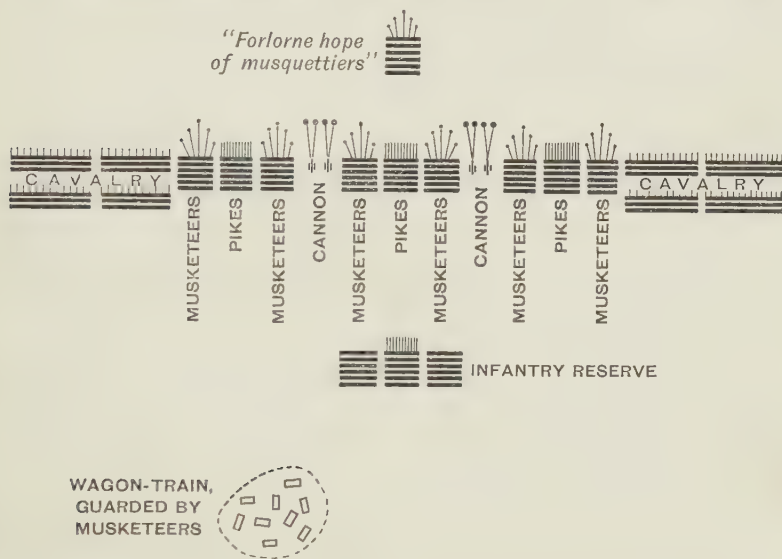 "Forlorne hope
of musquettiers"
CAVALRY
MUSKETEERS
PIKES
MUSKETEERS
CANNON
MUSKETEERS
PIKES
MUSKETEERS
CANNON
MUSKETEERS
PIKES
MUSKETEERS
CAVALRY
INFANTRY RESERVE
WAGON-TRAIN,
GUARDED BY
MUSKETEERS